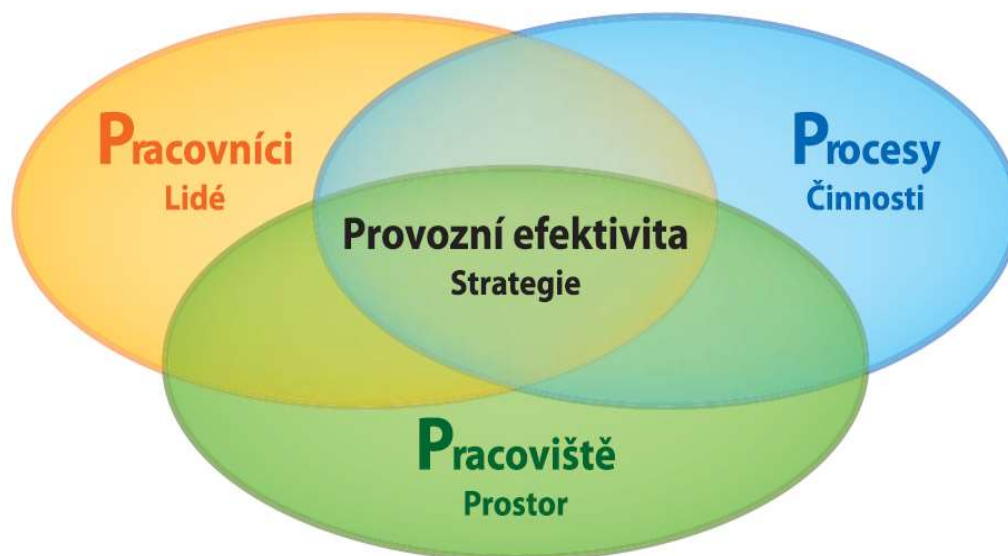 Pracovníci
Lidé
Procesy
Činnosti
Provozní efektivita
Strategie
Pracoviště
Prostor